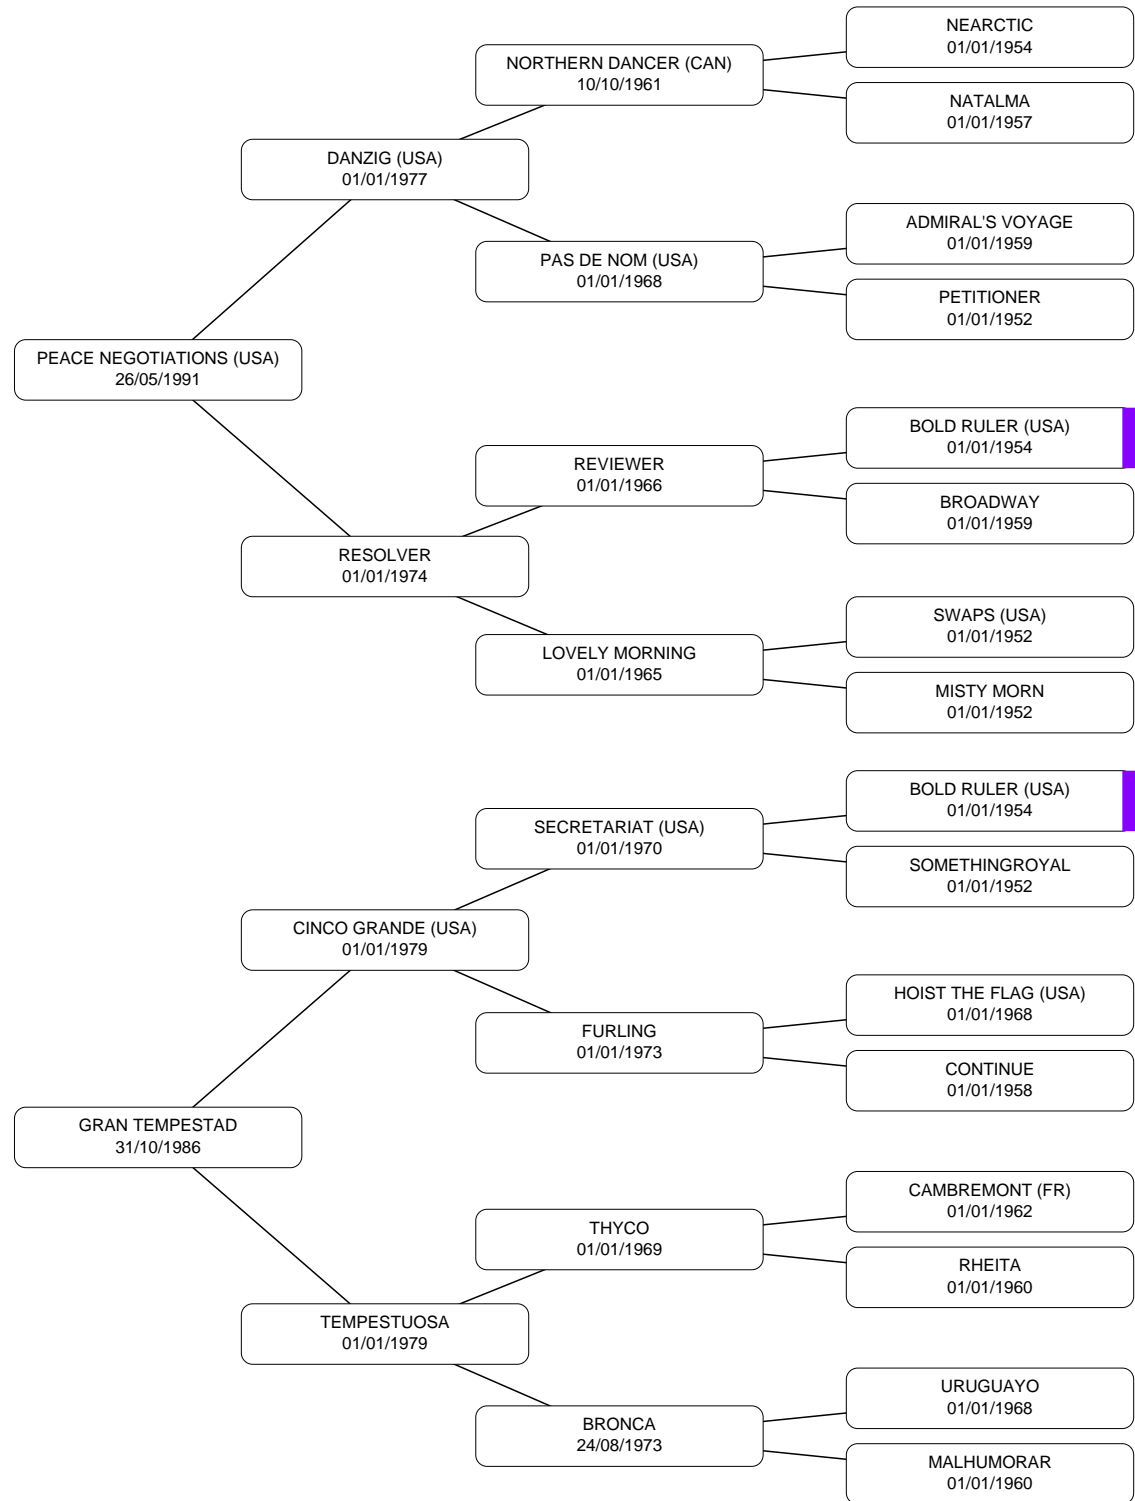 NEARCTIC
01/01/1954
NORTHERN DANCER (CAN)
10/10/1961
NATALMA
01/01/1957
DANZIG (USA)
01/01/1977
ADMIRAL'S VOYAGE
01/01/1959
PAS DE NOM (USA)
01/01/1968
PETITIONER
01/01/1952
PEACE NEGOTIATIONS (USA)
26/05/1991
BOLD RULER (USA)
01/01/1954
REVIEWER
01/01/1966
BROADWAY
01/01/1959
RESOLVER
01/01/1974
SWAPS (USA)
01/01/1952
LOVELY MORNING
01/01/1965
MISTY MORN
01/01/1952
BOLD RULER (USA)
01/01/1954
SECRETARIAT (USA)
01/01/1970
SOMETHINGROYAL
01/01/1952
CINCO GRANDE (USA)
01/01/1979
HOIST THE FLAG (USA)
01/01/1968
FURLING
01/01/1973
CONTINUE
01/01/1958
GRAN TEMPESTAD
31/10/1986
CAMBREMONT (FR)
01/01/1962
THYCO
01/01/1969
RHEITA
01/01/1960
TEMPESTUOSA
01/01/1979
URUGUAYO
01/01/1968
BRONCA
24/08/1973
MALHUMORAR
01/01/1960